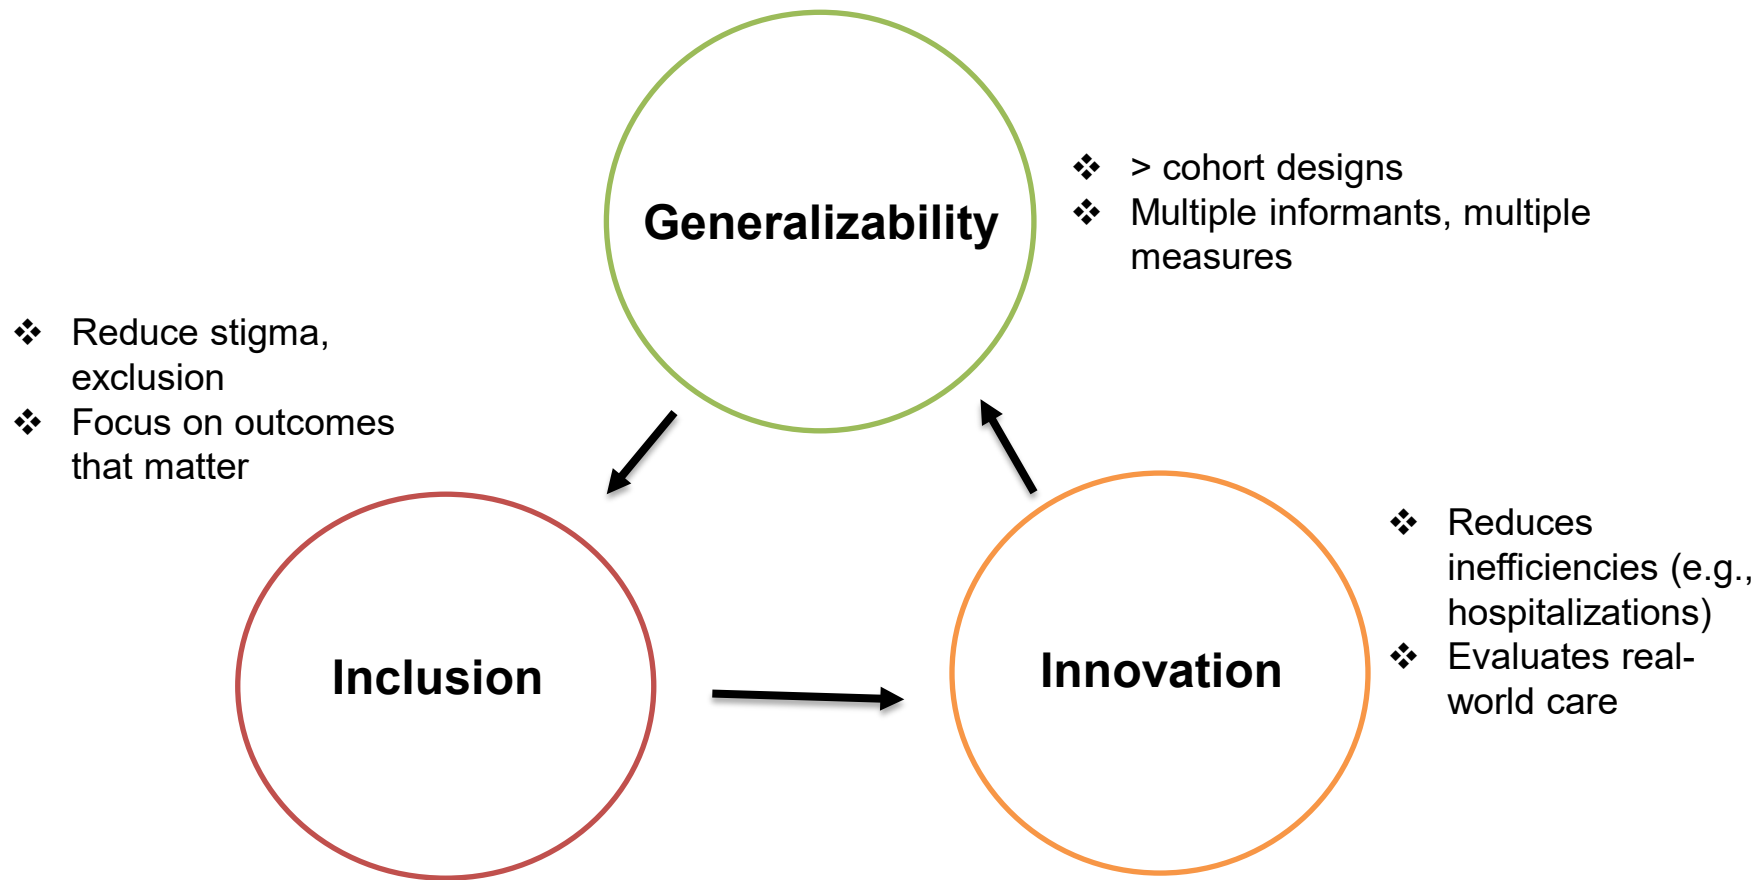 Generalizability
❖ > cohort designs
❖ Multiple informants, multiple
measures
❖ Reduce stigma,
exclusion
❖ Focus on outcomes
that matter
Inclusion
Innovation
❖ Reduces
inefficiencies (e.g.,
hospitalizations)
❖ Evaluates real-
world care